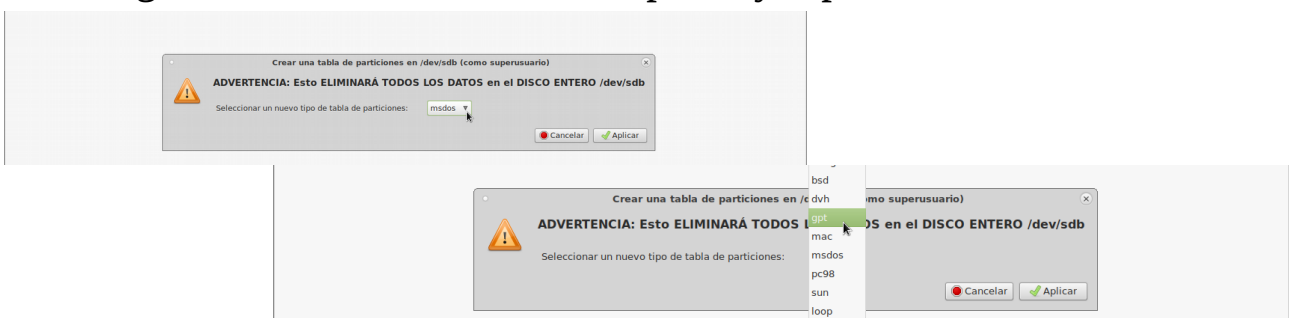 Crear una tabla de particiones en /dev/sdb (como superusuario)
ADVERTENCIA: Esto ELIMINARÁ TODOS LOS DATOS en el DISCO ENTERO /dev/sdb
Seleccionar un nuevo tipo de tabla de particiones: msdos
Cancelar Aplicar
bsd
Crear una tabla de particiones en dvh superusuario)
gpt
ADVERTENCIA: Esto ELIMINARÁ TODOS en el DISCO ENTERO /dev/sdb
mac
Seleccionar un nuevo tipo de tabla de particiones: msdos
pc98
sun
Cancelar Aplicar
loop